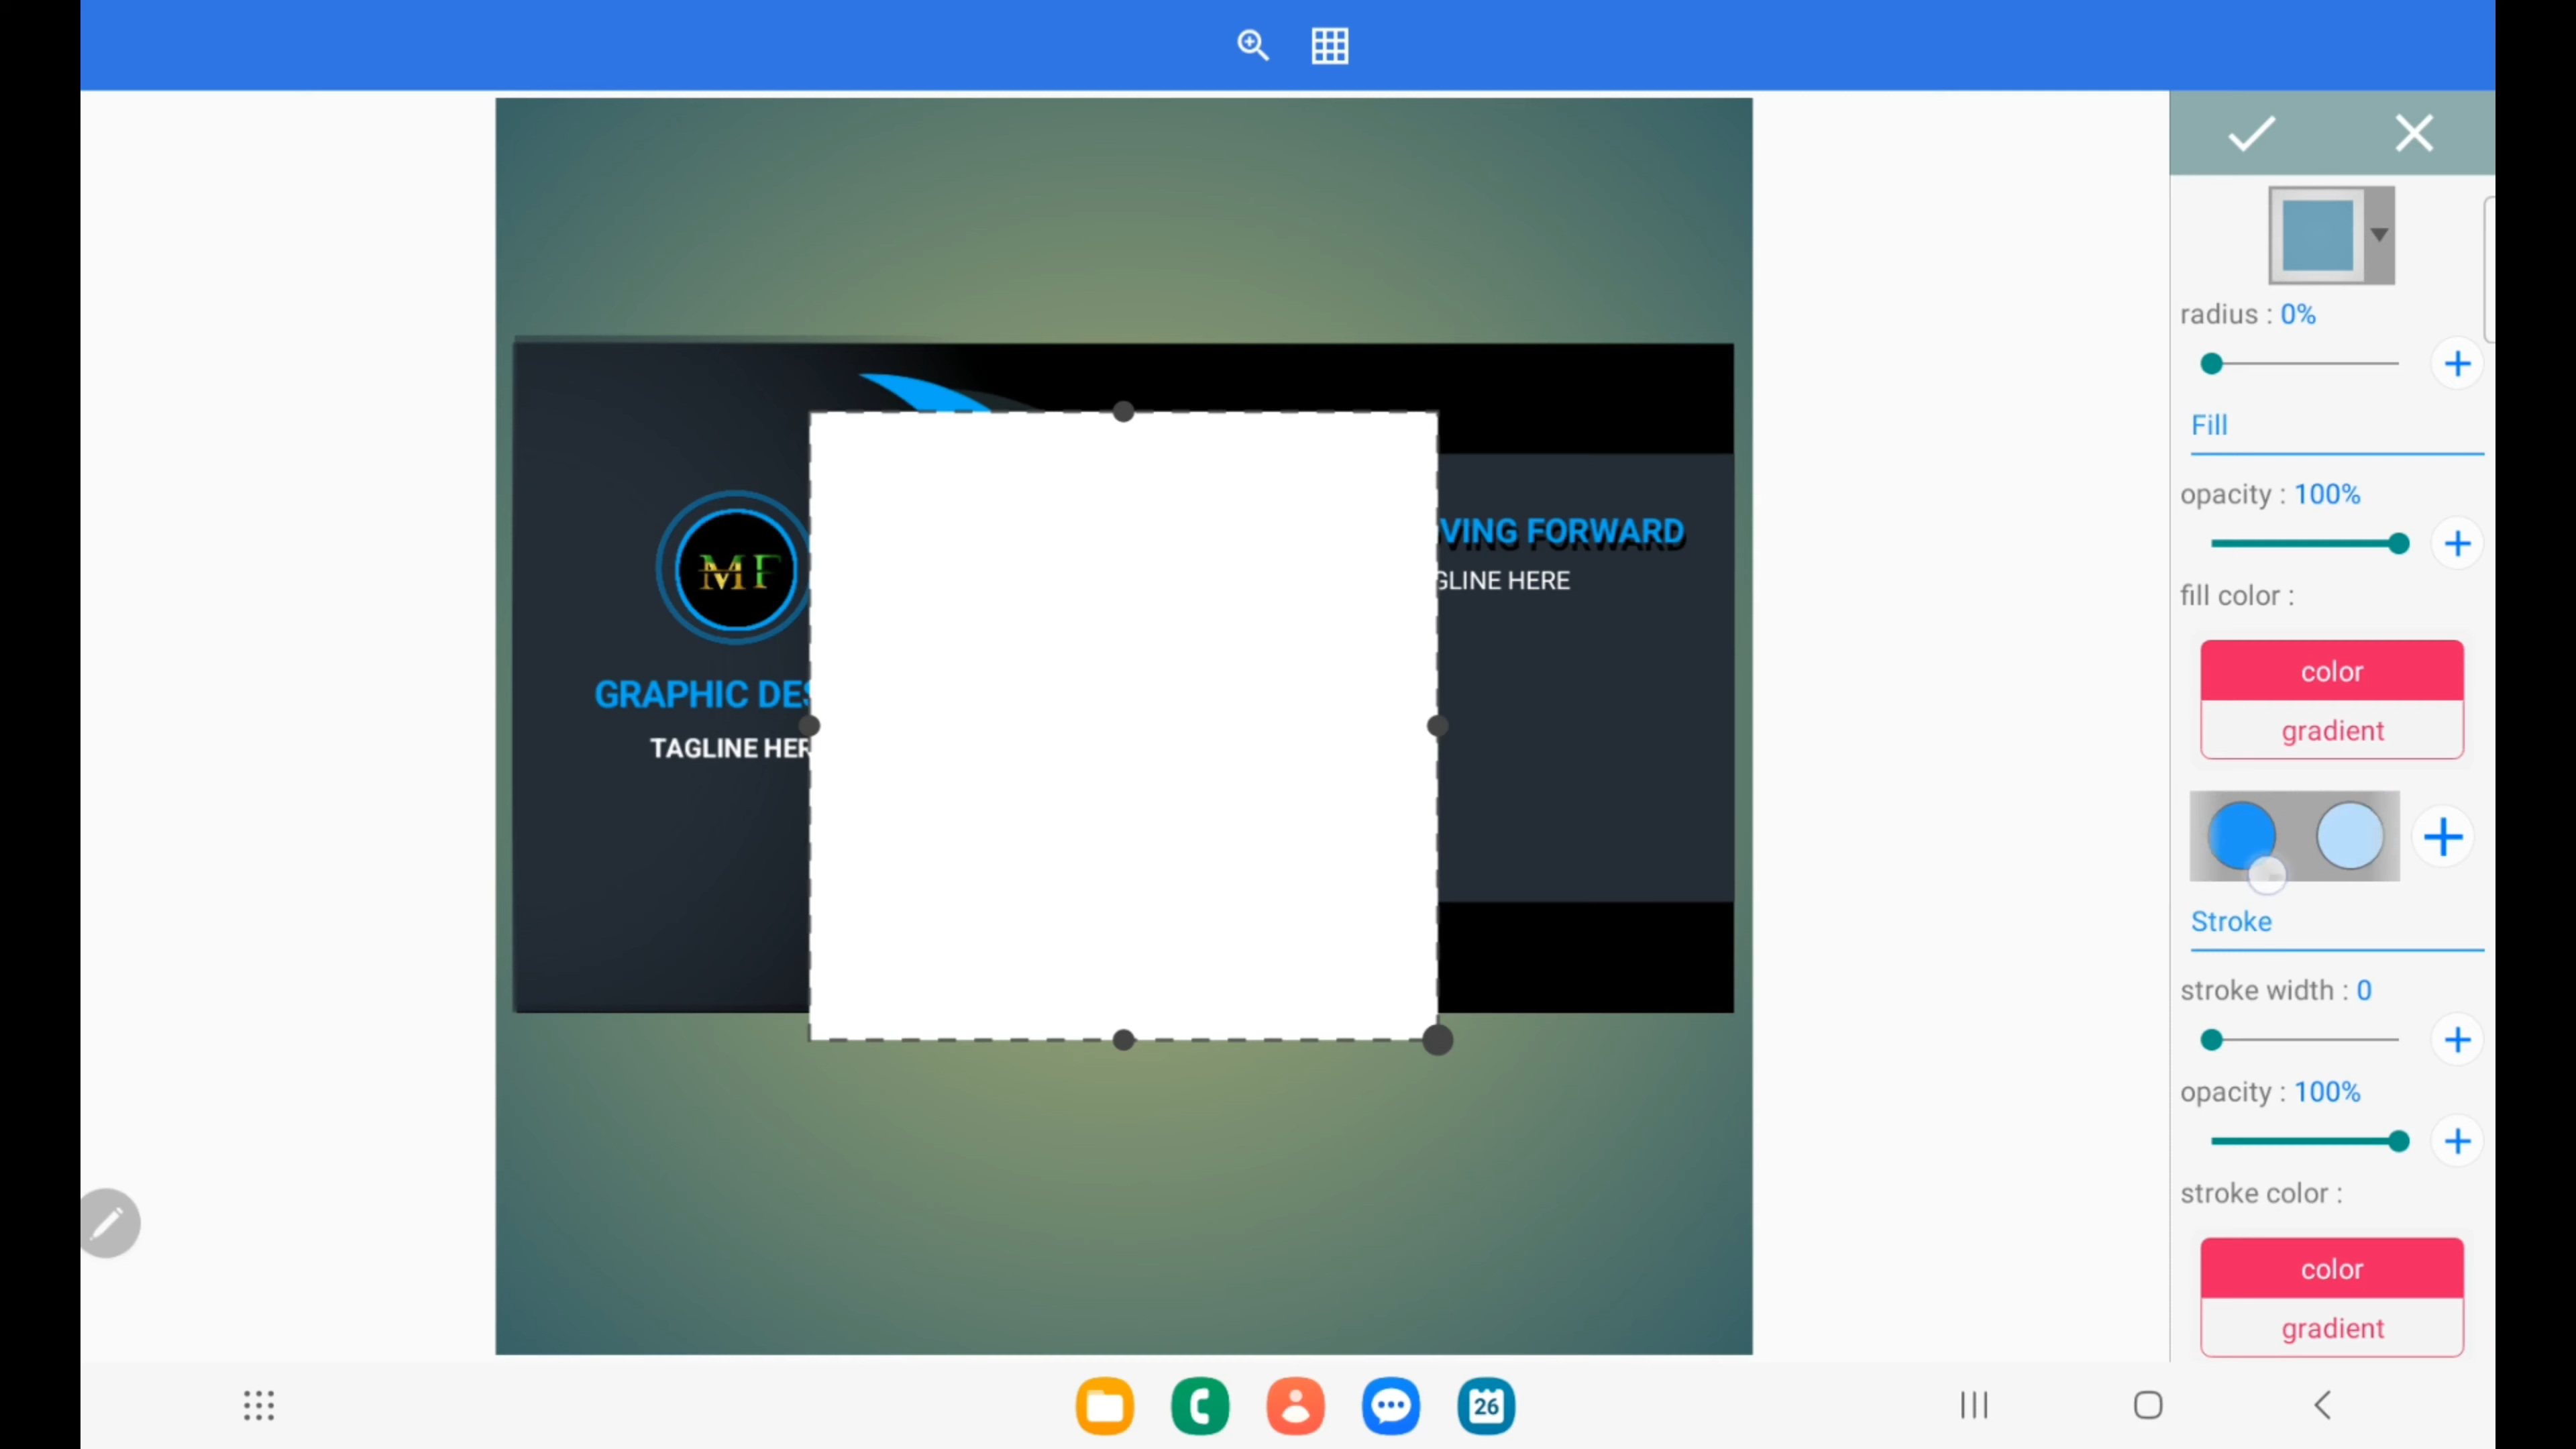 radius : 0%
Fill
opacity : 100%
fill color :
color
gradient
Stroke
stroke width : 0
opacity : 100%
stroke color :
color
gradient
VING FORWARD
GLINE HERE
M F
GRAPHIC DES
TAGLINE HER
26